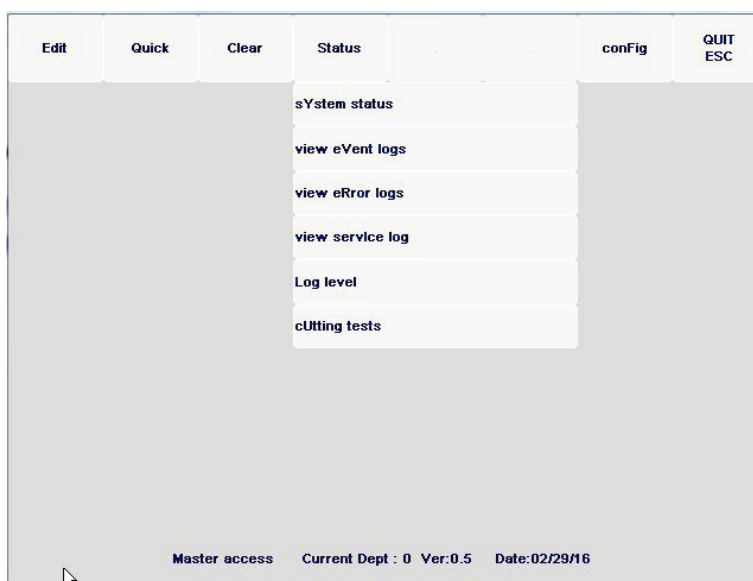 Edit Quick Clear Status conFig QUIT
ESC
sYstem status
view eVent logs
view eRror logs
view servIce log
Log level
cUtting tests
Master access Current Dept : 0 Ver:0.5 Date:02/29/16